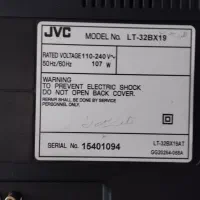 JVC
MODEL No. LT-32BX19
RATED VOLTAGE 110-240 V~
50Hz/60Hz 107 W
WARNING
TO PREVENT ELECTRIC SHOCK
DO NOT OPEN BACK COVER.
REPAIR SHALL BE DONE BY SERVICE
PERSONNEL ONLY.
SERIAL No. 15401094
LT-32BX19AT